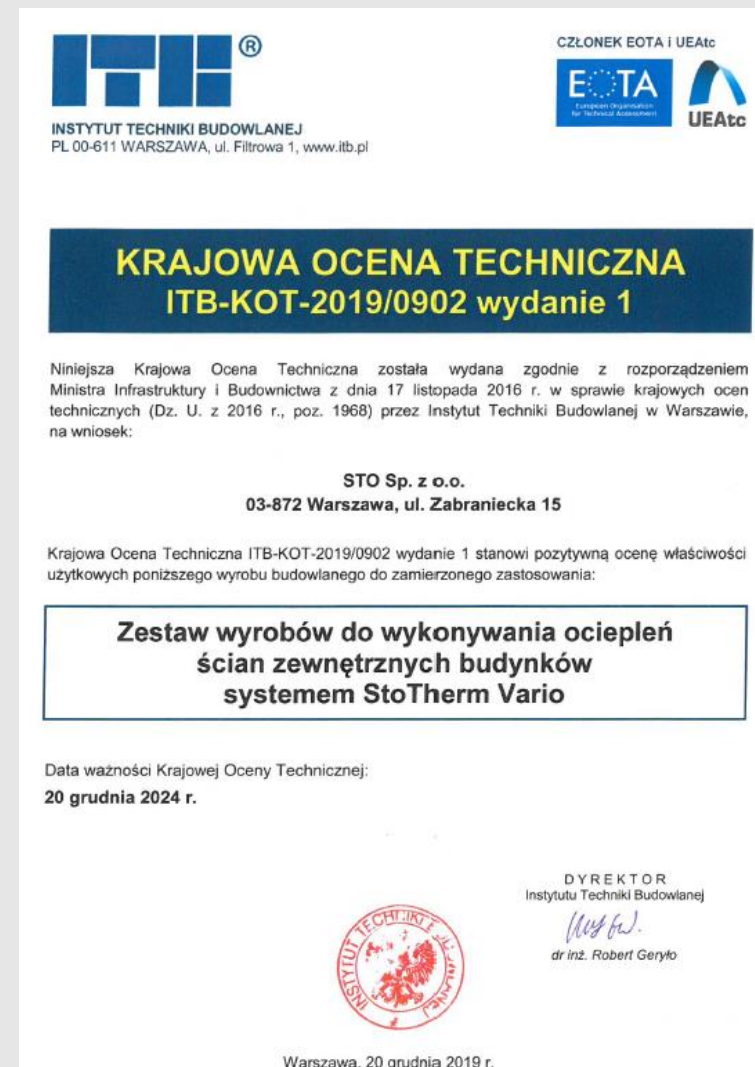 ITB ®
CZŁONEK EOTA i UEAtc
EOTA
European Organisation
for Technical Assessment
UEAtc
INSTYTUT TECHNIKI BUDOWLANEJ
PL 00-611 WARSZAWA, ul. Filtrowa 1, www.itb.pl
KRAJOWA OCENA TECHNICZNA
ITB-KOT-2019/0902 wydanie 1
Niniejsza Krajowa Ocena Techniczna została wydana zgodnie z rozporządzeniem
Ministra Infrastruktury i Budownictwa z dnia 17 listopada 2016 r. w sprawie krajowych ocen
technicznych (Dz. U. z 2016 r., poz. 1968) przez Instytut Techniki Budowlanej w Warszawie,
na wniosek:
STO Sp. z o.o.
03-872 Warszawa, ul. Zabraniecka 15
Krajowa Ocena Techniczna ITB-KOT-2019/0902 wydanie 1 stanowi pozytywną ocenę właściwości
użytkowych poniższego wyrobu budowlanego do zamierzonego zastosowania:
Zestaw wyrobów do wykonywania ociepleń
ścian zewnętrznych budynków
systemem StoTherm Vario
Data ważności Krajowej Oceny Technicznej:
20 grudnia 2024 r.
DYREKTOR
Instytutu Techniki Budowlanej
dr inż. Robert Geryło
INSTYTUT TECHNIKI BUDOWLANEJ
Warszawa, 20 grudnia 2019 r.